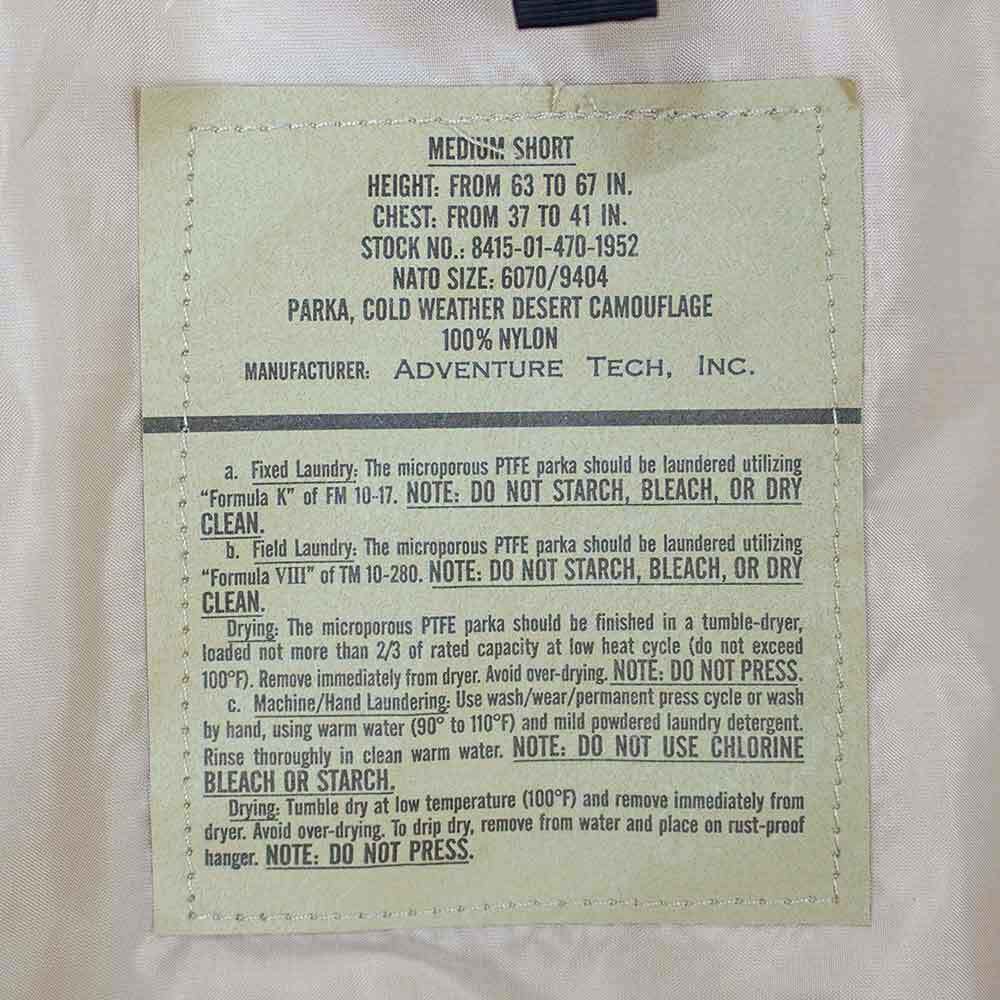 MEDIUM SHORT
HEIGHT: FROM 63 TO 67 IN.
CHEST: FROM 37 TO 41 IN.
STOCK NO.: 8415-01-470-1952
NATO SIZE: 6070/9404
PARKA, COLD WEATHER DESERT CAMOUFLAGE
100% NYLON
MANUFACTURER: ADVENTURE TECH, INC.
a. Fixed Laundry: The microporous PTFE parka should be laundered utilizing
"Formula K" of FM 10-17. NOTE: DO NOT STARCH, BLEACH, OR DRY
CLEAN.
b. Field Laundry: The microporous PTFE parka should be laundered utilizing
"Formula VIII" of TM 10-280. NOTE: DO NOT STARCH, BLEACH, OR DRY
CLEAN.
Drying: The microporous PTFE parka should be finished in a tumble-dryer,
loaded not more than 2/3 of rated capacity at low heat cycle (do not exceed
100°F). Remove immediately from dryer. Avoid over-drying. NOTE: DO NOT PRESS.
c. Machine/Hand Laundering: Use wash/wear/permanent press cycle or wash
by hand, using warm water (90° to 110°F) and mild powdered laundry detergent.
Rinse thoroughly in clean warm water. NOTE: DO NOT USE CHLORINE
BLEACH OR STARCH.
Drying: Tumble dry at low temperature (100°F) and remove immediately from
dryer. Avoid over-drying. To drip dry, remove from water and place on rust-proof
hanger. NOTE: DO NOT PRESS.